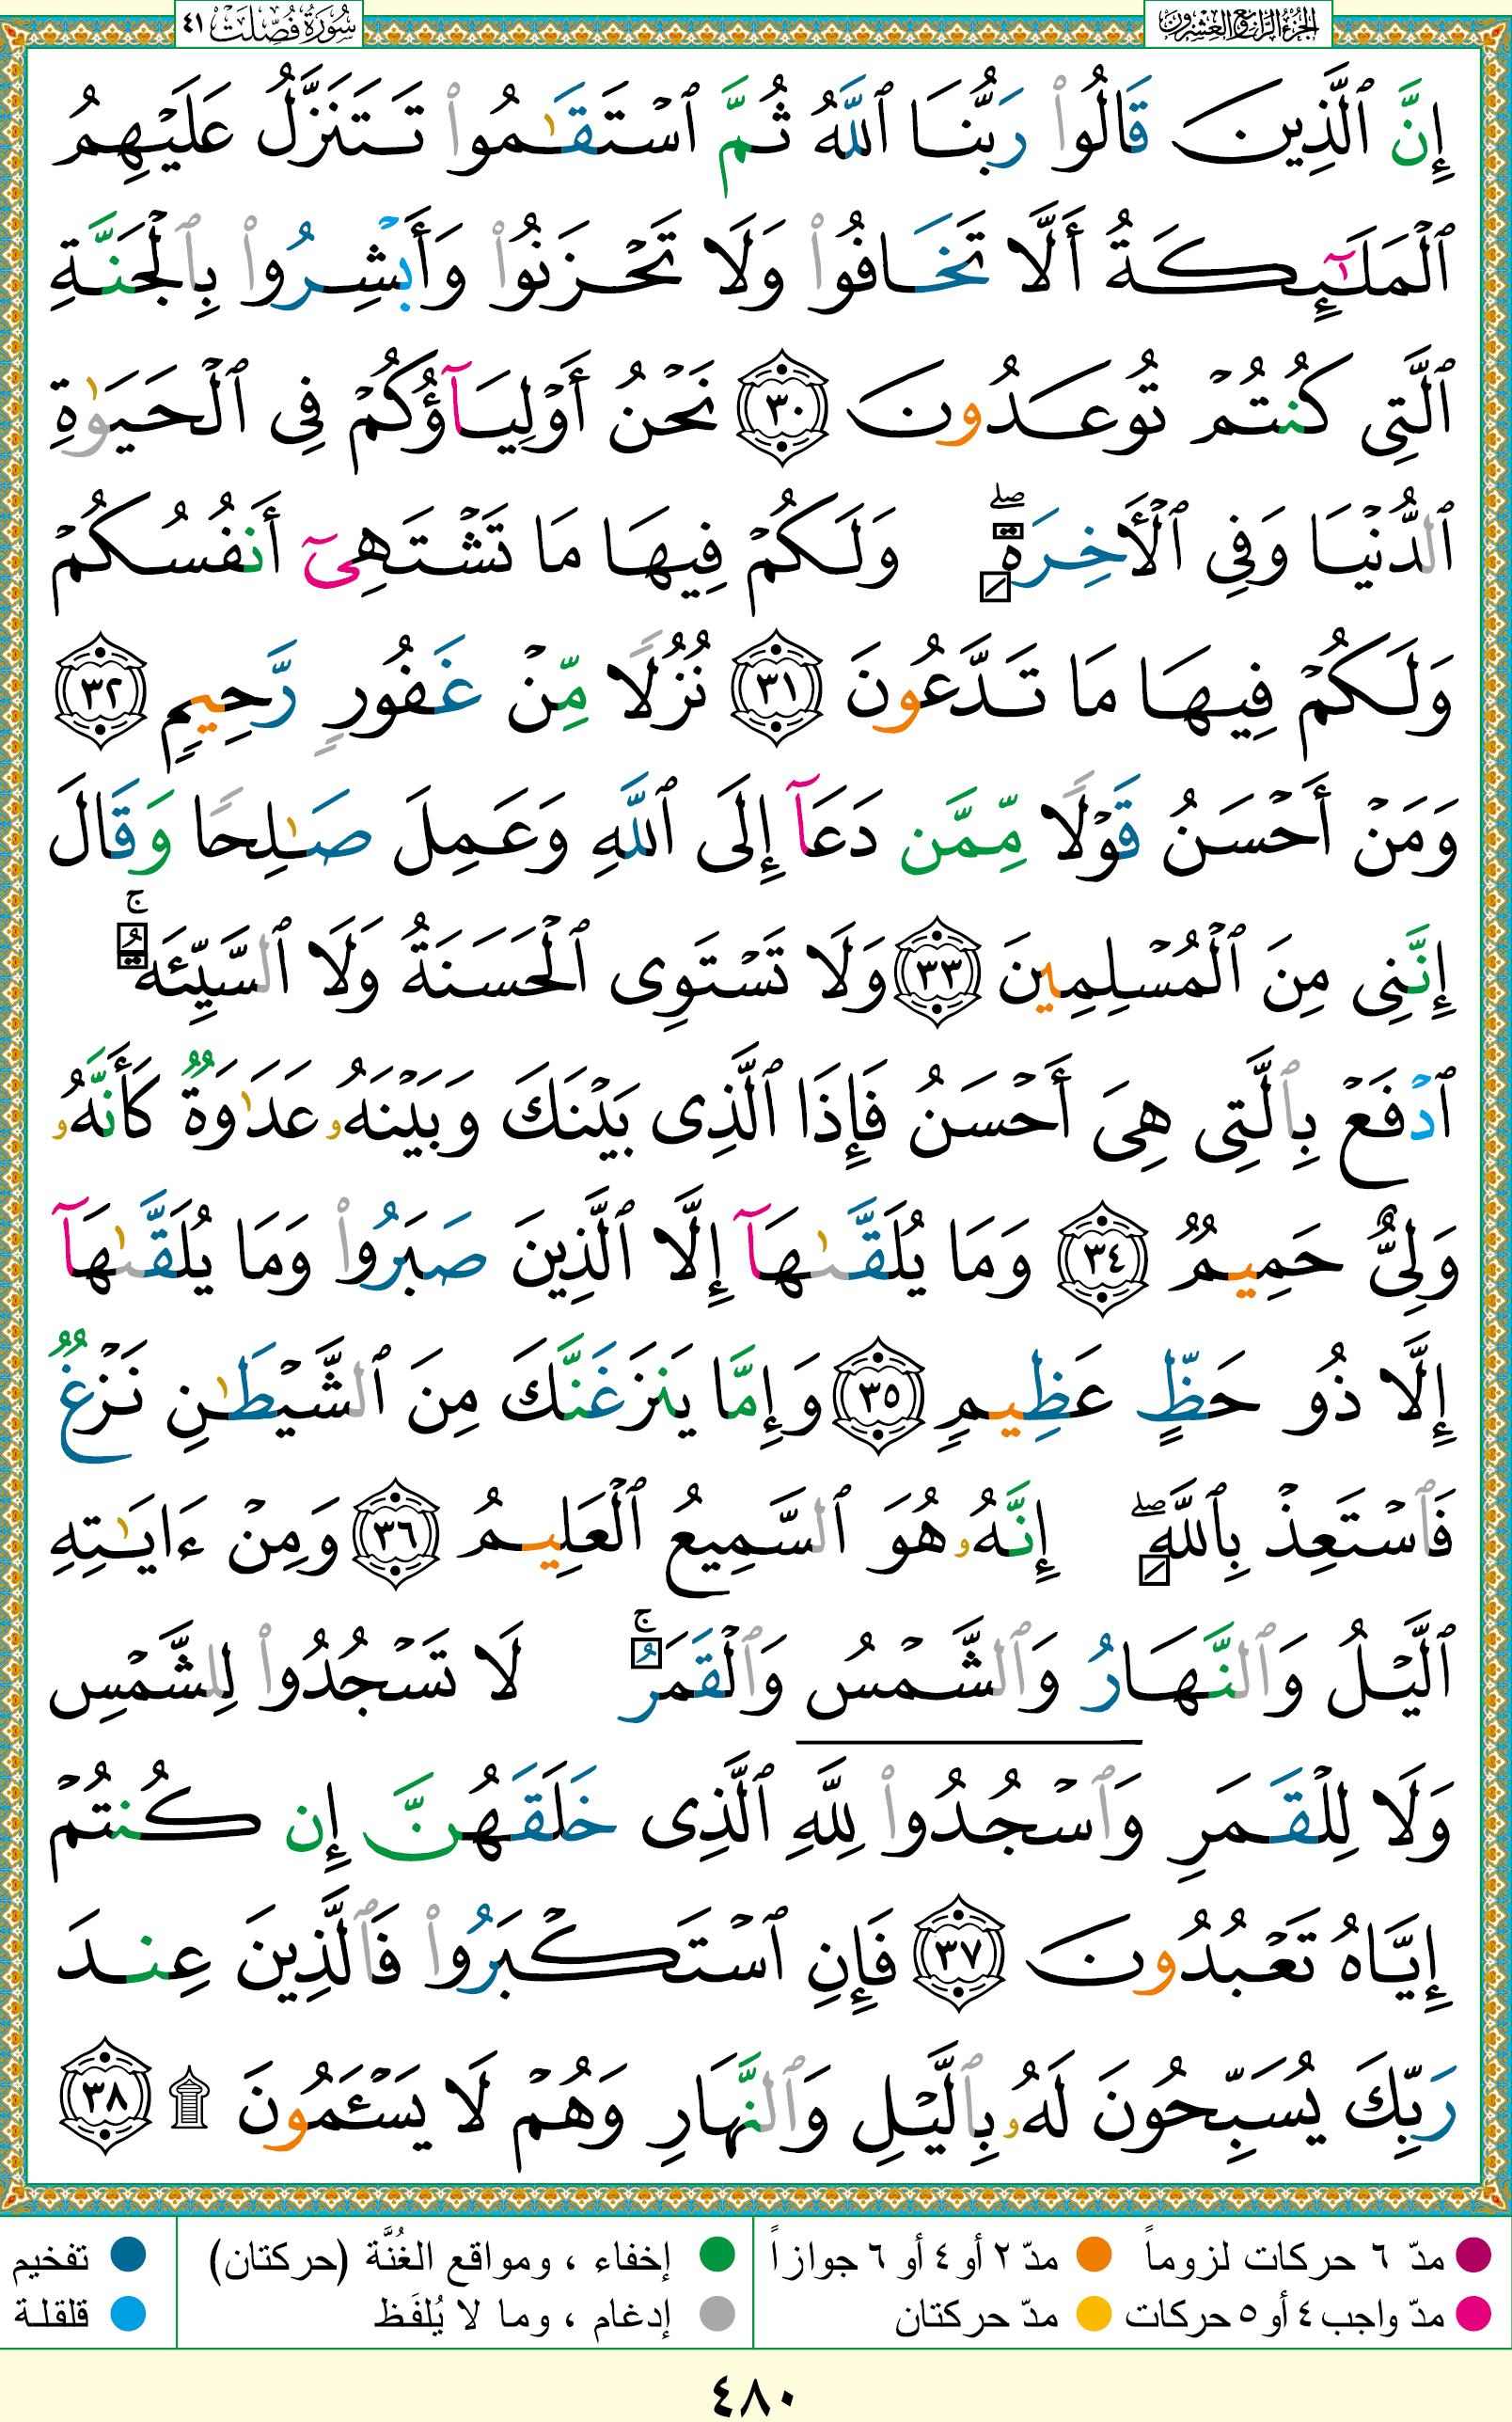 الجزء الرابع والعشرون
سورة فصلت ٤١
إِنَّ ٱلَّذِينَ قَالُوا۟ رَبُّنَا ٱللَّهُ ثُمَّ ٱسْتَقَـٰمُوا۟ تَتَنَزَّلُ عَلَيْهِمُ
ٱلْمَلَـٰٓئِكَةُ أَلَّا تَخَافُوا۟ وَلَا تَحْزَنُوا۟ وَأَبْشِرُوا۟ بِٱلْجَنَّةِ
ٱلَّتِى كُنتُمْ تُوعَدُونَ ٣٠ نَحْنُ أَوْلِيَآؤُكُمْ فِى ٱلْحَيَوٰةِ
ٱلدُّنْيَا وَفِى ٱلْأَخِرَةِ ۖ وَلَكُمْ فِيهَا مَا تَشْتَهِىٓ أَنفُسُكُمْ
وَلَكُمْ فِيهَا مَا تَدَّعُونَ ٣١ نُزُلًا مِّنْ غَفُورٍ رَّحِيمٍ ٣٢
وَمَنْ أَحْسَنُ قَوْلًا مِّمَّن دَعَآ إِلَى ٱللَّهِ وَعَمِلَ صَـٰلِحًا وَقَالَ
إِنَّنِى مِنَ ٱلْمُسْلِمِينَ ٣٣ وَلَا تَسْتَوِى ٱلْحَسَنَةُ وَلَا ٱلسَّيِّئَةُ ۚ
ٱدْفَعْ بِٱلَّتِى هِىَ أَحْسَنُ فَإِذَا ٱلَّذِى بَيْنَكَ وَبَيْنَهُۥ عَدَٰوَةٌ كَأَنَّهُۥ
وَلِىٌّ حَمِيمٌ ٣٤ وَمَا يُلَقَّىٰهَآ إِلَّا ٱلَّذِينَ صَبَرُوا۟ وَمَا يُلَقَّىٰهَآ
إِلَّا ذُو حَظٍّ عَظِيمٍ ٣٥ وَإِمَّا يَنزَغَنَّكَ مِنَ ٱلشَّيْطَـٰنِ نَزْغٌ
فَٱسْتَعِذْ بِٱللَّهِ ۖ إِنَّهُۥ هُوَ ٱلسَّمِيعُ ٱلْعَلِيمُ ٣٦ وَمِنْ ءَايَـٰتِهِ
ٱلَّيْلُ وَٱلنَّهَارُ وَٱلشَّمْسُ وَٱلْقَمَرُ ۚ لَا تَسْجُدُوا۟ لِلشَّمْسِ
وَلَا لِلْقَمَرِ وَٱسْجُدُوا۟ لِلَّهِ ٱلَّذِى خَلَقَهُنَّ إِن كُنتُمْ
إِيَّاهُ تَعْبُدُونَ ٣٧ فَإِنِ ٱسْتَكْبَرُوا۟ فَٱلَّذِينَ عِندَ
رَبِّكَ يُسَبِّحُونَ لَهُۥ بِٱلَّيْلِ وَٱلنَّهَارِ وَهُمْ لَا يَسْـَٔمُونَ ۩ ٣٨
مدّ ٦ حركات لزوماً مدّ ٢ أو ٤ أو ٦ جوازاً إخفاء ، ومواقع الغُنَّة (حركتان) تفخيم
مدّ واجب ٤ أو ٥ حركات مدّ حركتان إدغام ، وما لا يُلفَظ قلقلة
٤٨٠